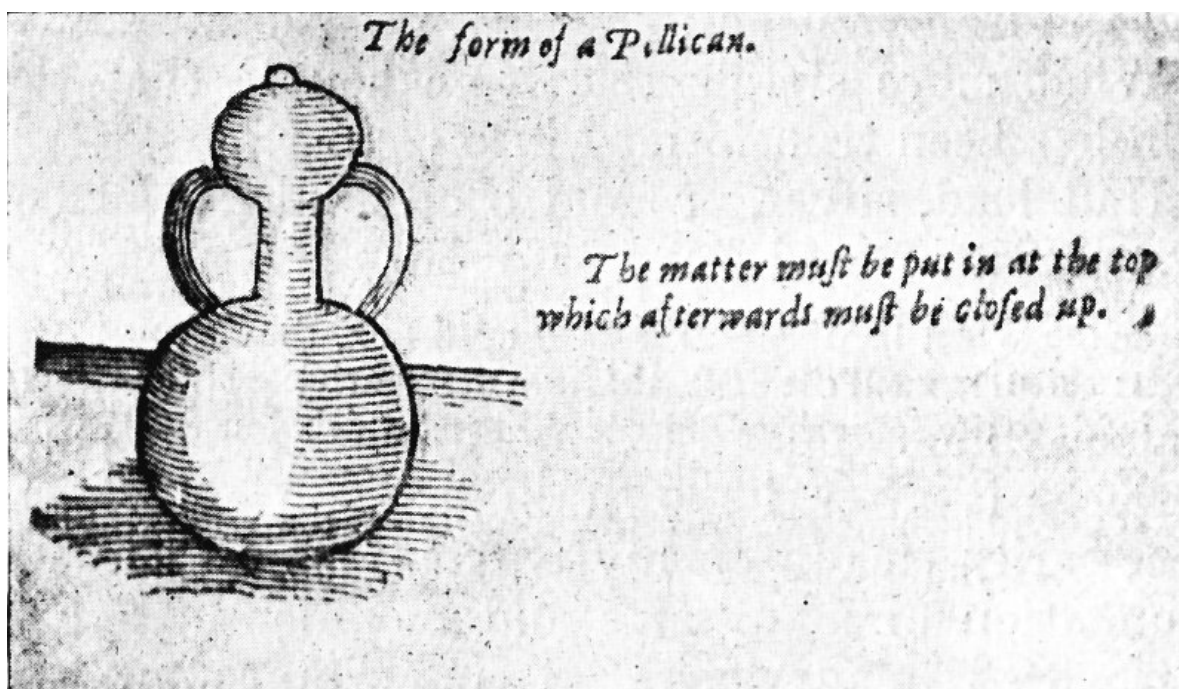 The form of a Pellican.
The matter muſt be put in at the top
which afterwards muſt be cloſed up.